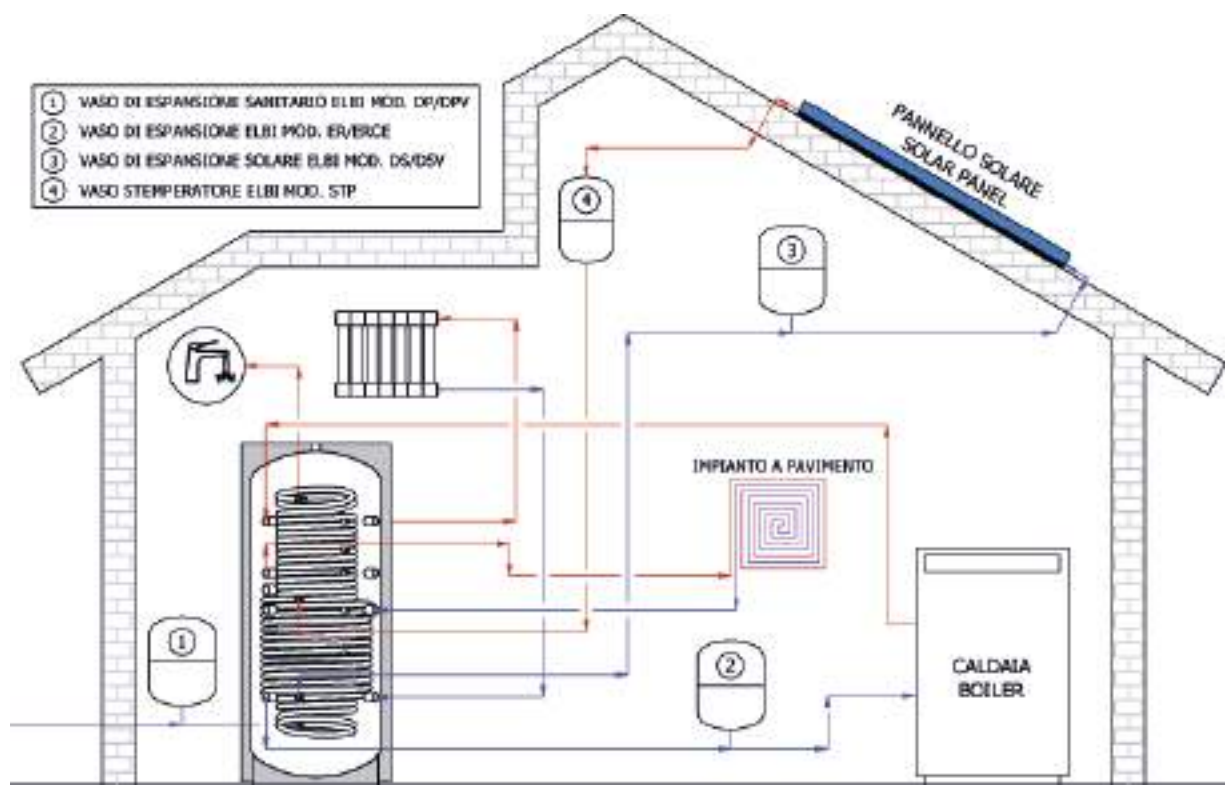 ① VASO DI ESPANSIONE SANITARIO ELBI MOD. DP/DPV
② VASO DI ESPANSIONE ELBI MOD. ER/ERCE
③ VASO DI ESPANSIONE SOLARE ELBI MOD. DS/DSV
④ VASO STEMPERATORE ELBI MOD. STP
PANNELLO SOLARE
SOLAR PANEL
④
③
IMPIANTO A PAVIMENTO
①
②
CALDAIA
BOILER